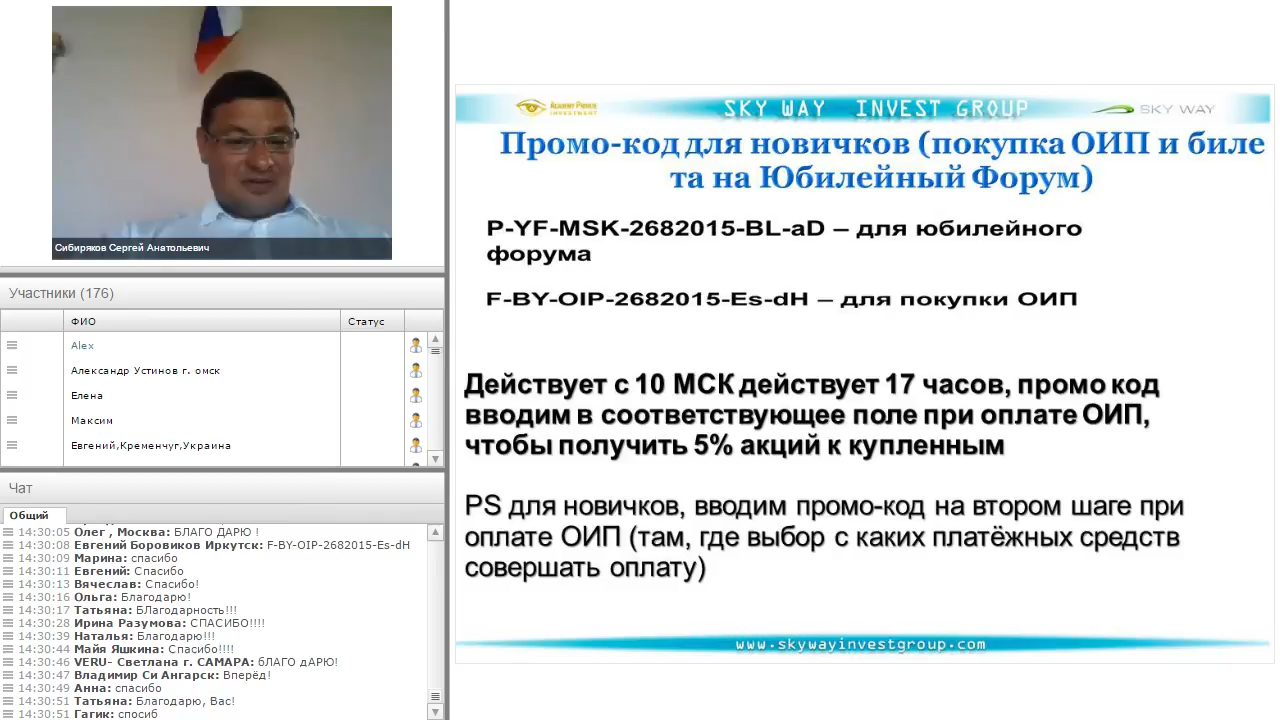 Сибиряков Сергей Анатольевич
Участники (176)
ФИО
Статус
Alex
Александр Устинов г. омск
Елена
Максим
Евгений,Кременчуг,Украина
Чат
Общий
14:30:05 Олег , Москва: БЛАГО ДАРЮ !
14:30:08 Евгений Боровиков Иркутск: F-BY-OIP-2682015-Es-dH
14:30:09 Марина: спасибо
14:30:11 Евгений: Спасибо
14:30:13 Вячеслав: Спасибо!
14:30:16 Ольга: Благодарю!
14:30:17 Татьяна: БЛагодарность!!!
14:30:28 Ирина Разумова: СПАСИБО!!!!
14:30:39 Наталья: Благодарю!!!
14:30:44 Майя Яшкина: Спасибо!!!!
14:30:46 VERU- Светлана г. САМАРА: бЛАГО дАРЮ!
14:30:47 Владимир Си Ангарск: Вперёд!
14:30:49 Анна: спасибо
14:30:51 Татьяна: Благодарю, Вас!
14:30:51 Гагик: спосиб
SKY WAY INVEST GROUP
SKY WAY
Промо-код для новичков (покупка ОИП и биле
та на Юбилейный Форум)
P-YF-MSK-2682015-BL-aD – для юбилейного
форума
F-BY-OIP-2682015-Es-dH – для покупки ОИП
Действует с 10 МСК действует 17 часов, промо код
вводим в соответствующее поле при оплате ОИП,
чтобы получить 5% акций к купленным
PS для новичков, вводим промо-код на втором шаге при
оплате ОИП (там, где выбор с каких платёжных средств
совершать оплату)
www.skywayinvestgroup.com